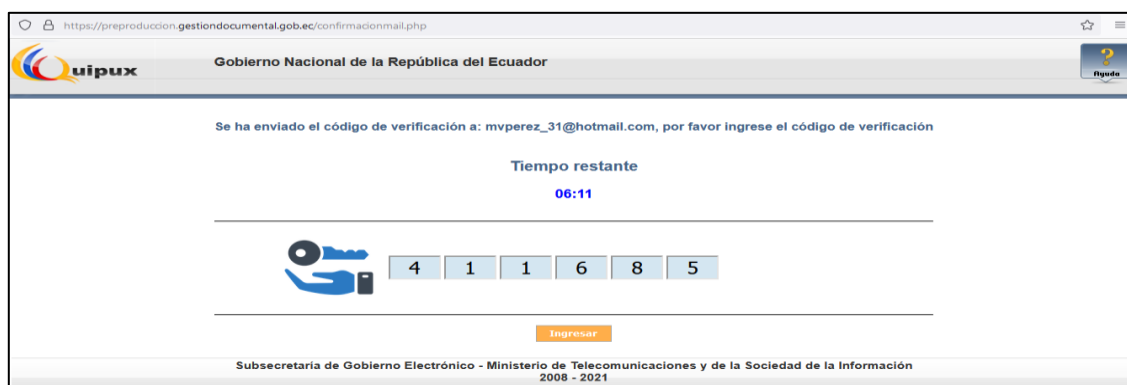 https://preproduccion.gestiondocumental.gob.ec/confirmacionmail.php
Quipux
Gobierno Nacional de la República del Ecuador
Ayuda
Se ha enviado el código de verificación a: mvperez_31@hotmail.com, por favor ingrese el código de verificación
Tiempo restante
06:11
4 1 1 6 8 5
Ingresar
Subsecretaría de Gobierno Electrónico - Ministerio de Telecomunicaciones y de la Sociedad de la Información
2008 - 2021